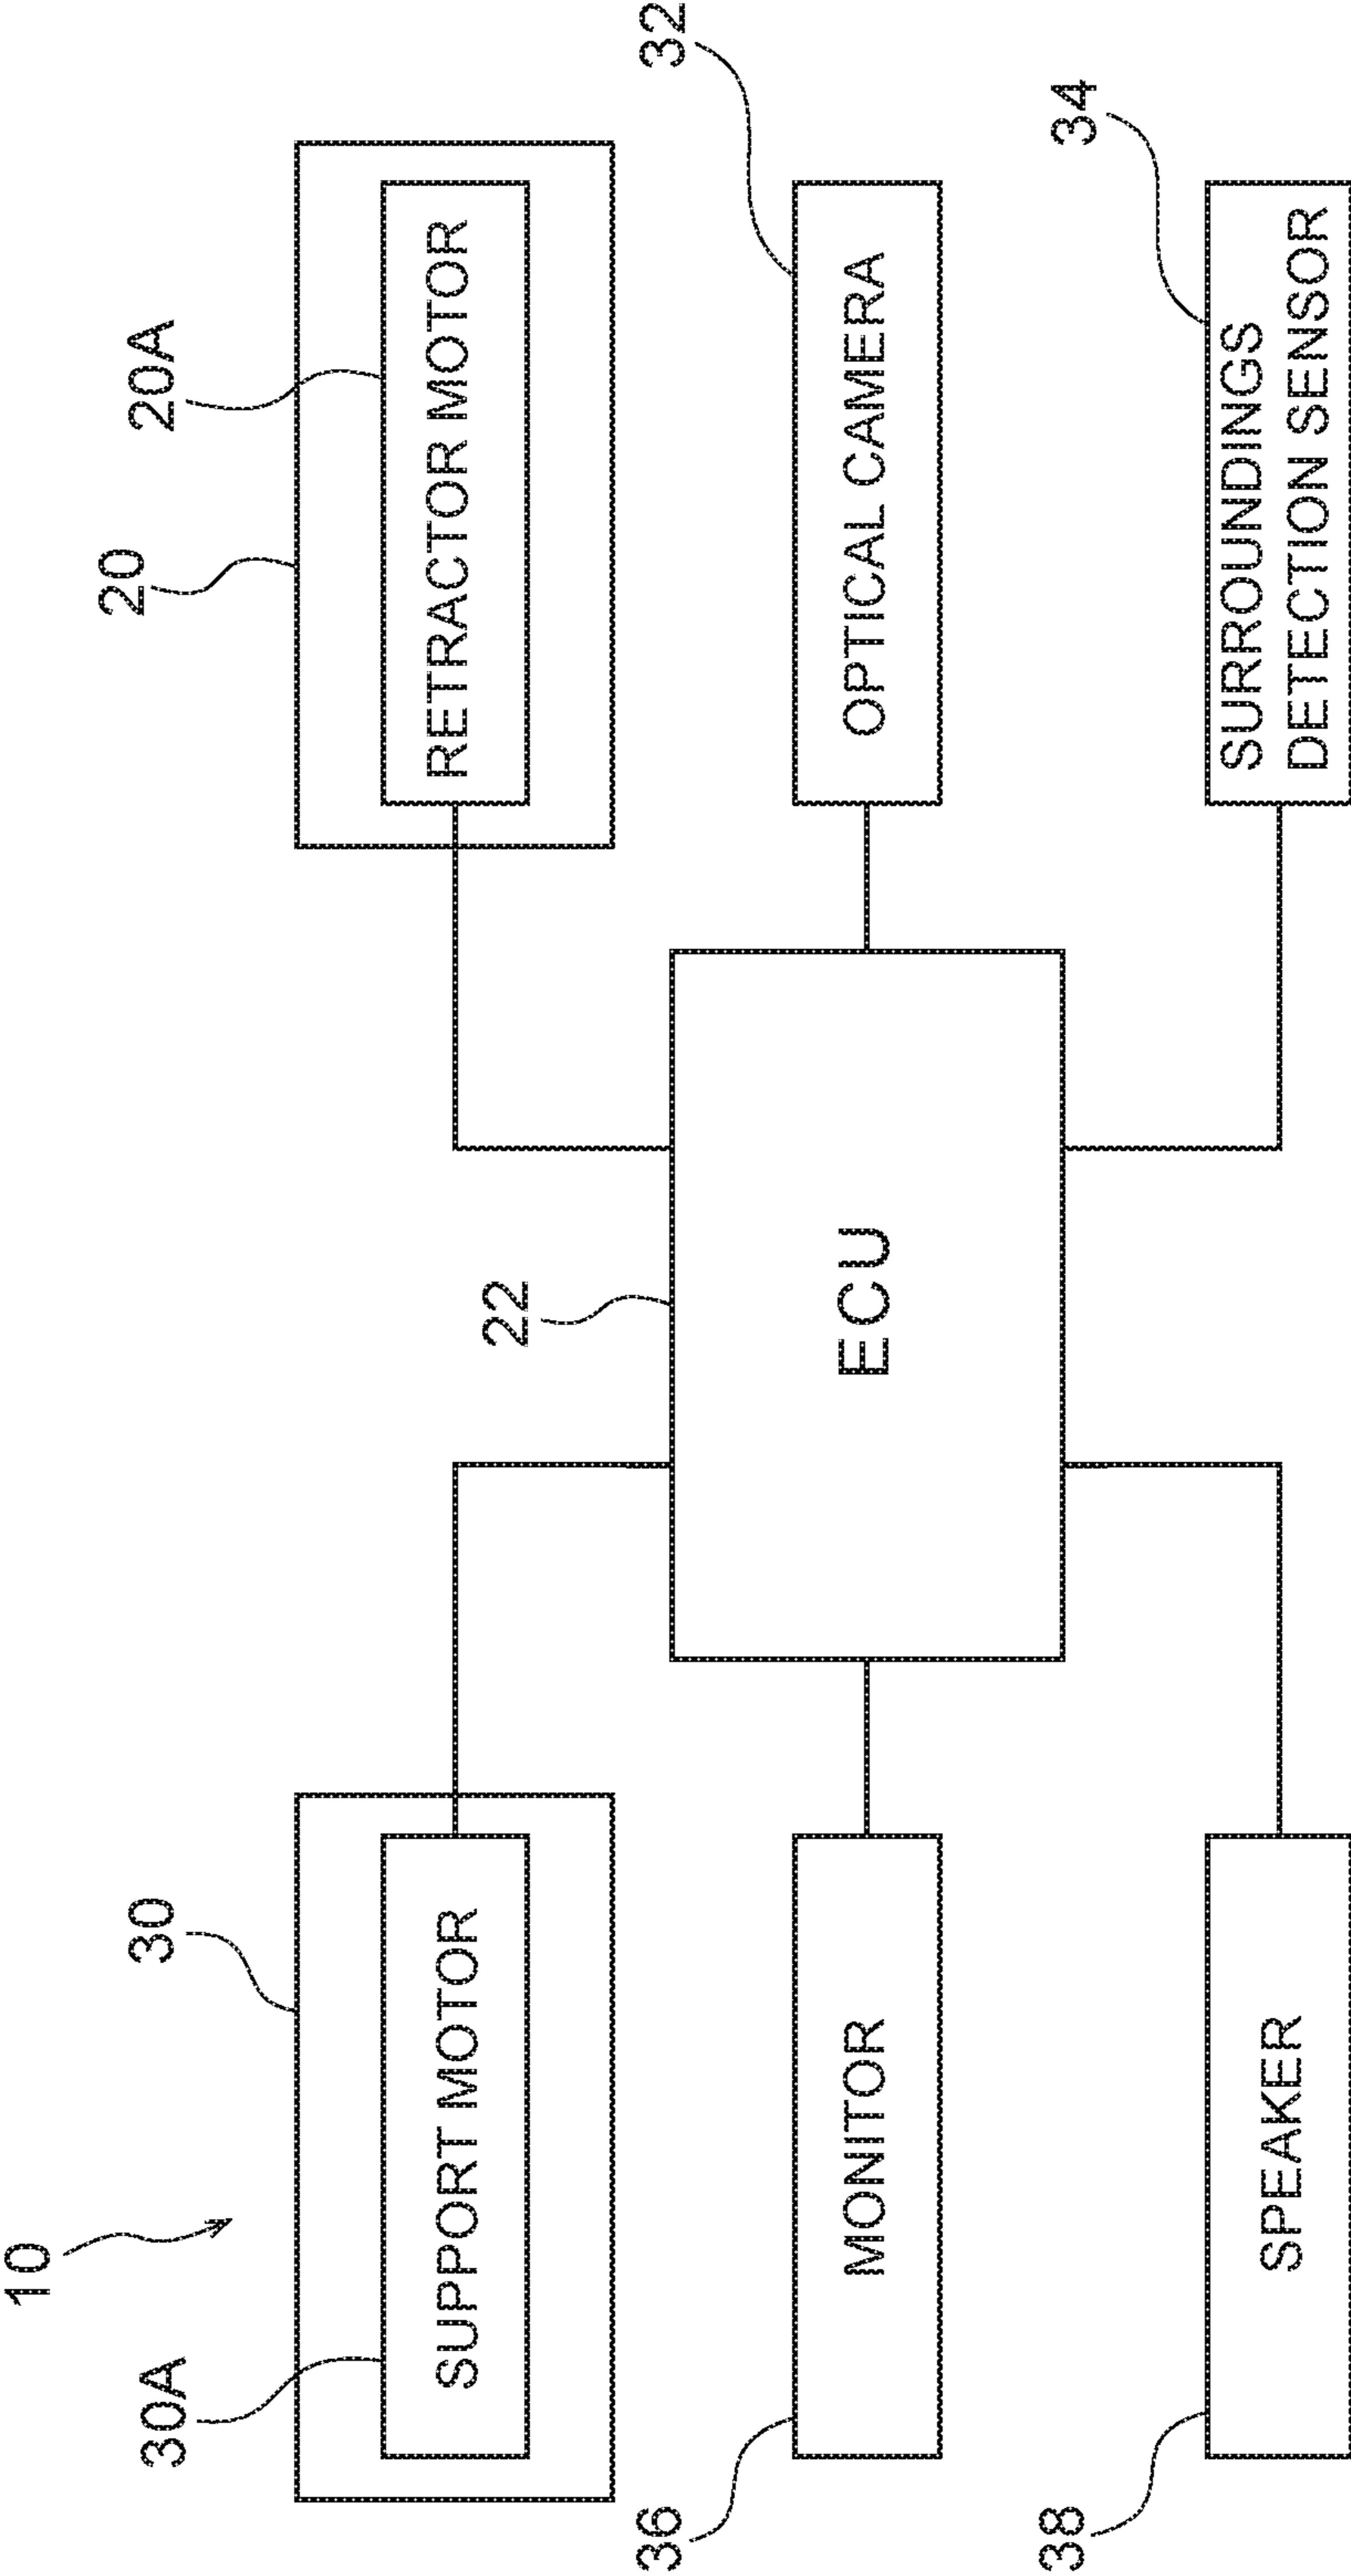 10
30A
30
SUPPORT MOTOR
20
20A
RETRACTOR MOTOR
22
ECU
36
MONITOR
32
OPTICAL CAMERA
38
SPEAKER
34
SURROUNDINGS
DETECTION SENSOR